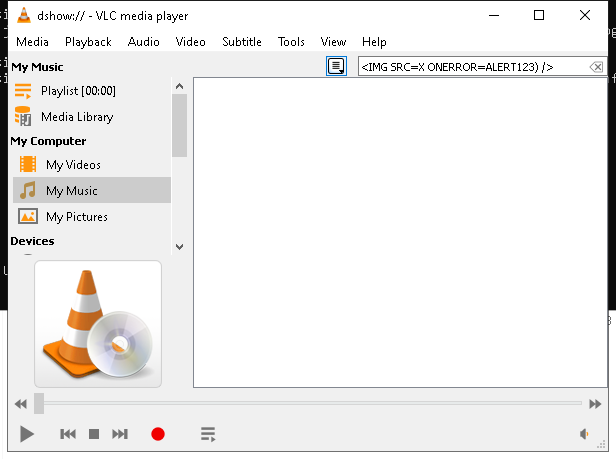 dshow:// - VLC media player
Media Playback Audio Video Subtitle Tools View Help
My Music
<IMG SRC=X ONERROR=ALERT123) />
Playlist [00:00]
Media Library
My Computer
My Videos
My Music
My Pictures
Devices